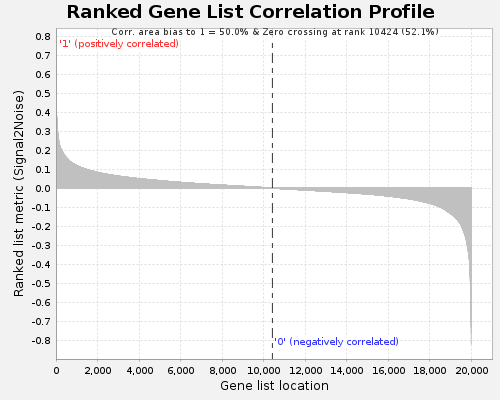 Ranked Gene List Correlation Profile
Corr. area bias to 1 = 50.0% & Zero crossing at rank 10424 (52.1%)
'1' (positively correlated)
0.8
0.7
0.6
0.5
0.4
0.3
0.2
0.1
0.0
-0.1
-0.2
-0.3
-0.4
-0.5
-0.6
-0.7
-0.8
Ranked list metric (Signal2Noise)
'0' (negatively correlated)
0 2,000 4,000 6,000 8,000 10,000 12,000 14,000 16,000 18,000 20,000
Gene list location